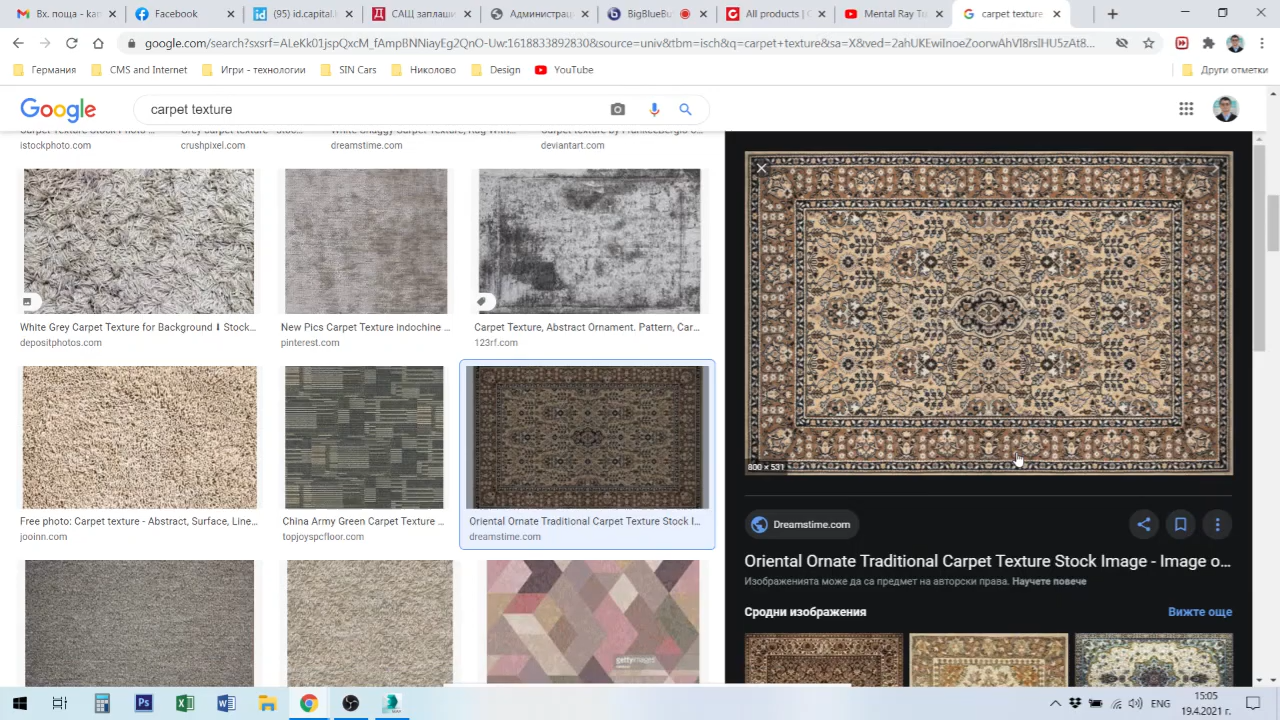 Вх. поща - kam
Facebook
(95) id.capital.
САЩ заплаши
Администрац
BigBlueBu
All products | C
Mental Ray Tu
carpet texture
google.com/search?sxsrf=ALeKk01jspQxcM_fAmpBNNiayEg2QnO-Uw:1618833892830&source=univ&tbm=isch&q=carpet+texture&sa=X&ved=2ahUKEwiInoeZoorwAhVI8rsIHU5zAt8...
Германия
CMS and Internet
Игри - технологии
SIN Cars
Николово
Design
YouTube
Други отметки
Google
carpet texture
istockphoto.com
crushpixel.com
dreamstime.com
deviantart.com
White Grey Carpet Texture for Background ⬇ Stock...
depositphotos.com
New Pics Carpet Texture indochine ...
pinterest.com
Carpet Texture, Abstract Ornament. Pattern, Car...
123rf.com
Free photo: Carpet texture - Abstract, Surface, Line...
jooinn.com
China Army Green Carpet Texture ...
topjoyspcfloor.com
Oriental Ornate Traditional Carpet Texture Stock I...
dreamstime.com
gettyimages
800 × 531
Dreamstime.com
Oriental Ornate Traditional Carpet Texture Stock Image - Image o...
Изображенията може да са предмет на авторски права. Научете повече
Сродни изображения
Вижте още
Ps
ENG
15:05
19.4.2021 г.